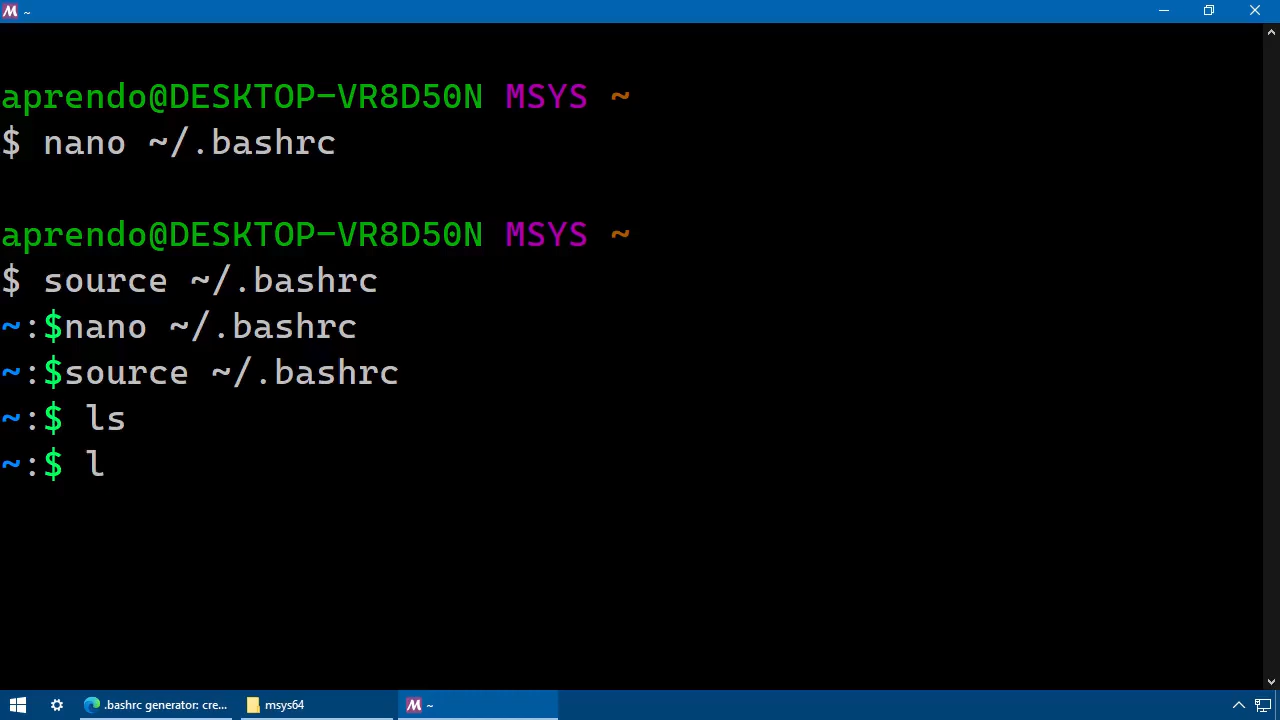 ~
aprendo@DESKTOP-VR8D50N MSYS ~
$ nano ~/.bashrc
aprendo@DESKTOP-VR8D50N MSYS ~
$ source ~/.bashrc
~:$nano ~/.bashrc
~:$source ~/.bashrc
~:$ ls
~:$ l
.bashrc generator: cre...
msys64
~